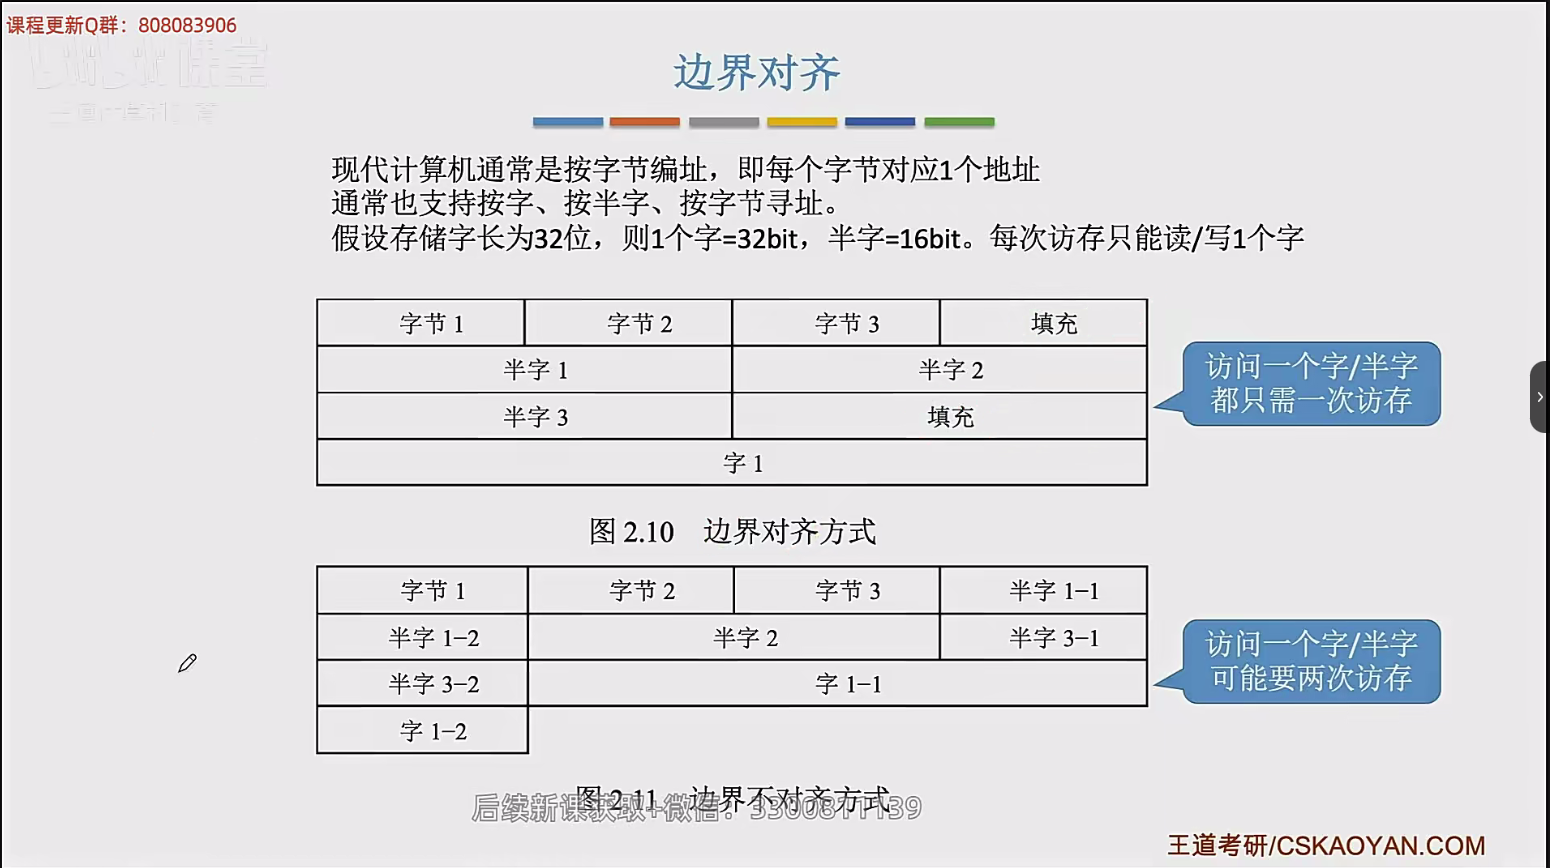 课程更新Q群：808083906
课堂
边界对齐
现代计算机通常是按字节编址，即每个字节对应1个地址
通常也支持按字、按半字、按字节寻址。
假设存储字长为32位，则1个字=32bit，半字=16bit。每次访存只能读/写1个字
字节 1 字节 2 字节 3 填充
半字 1 半字 2
半字 3 填充
字 1
访问一个字/半字
都只需一次访存
图 2.10 边界对齐方式
字节 1 字节 2 字节 3 半字 1−1
半字 1−2 半字 2 半字 3−1
半字 3−2 字 1−1
字 1−2
访问一个字/半字
可能要两次访存
图 2.11 边界不对齐方式
后续新课获取+微信：3300811139
王道考研/CSKAOYAN.COM